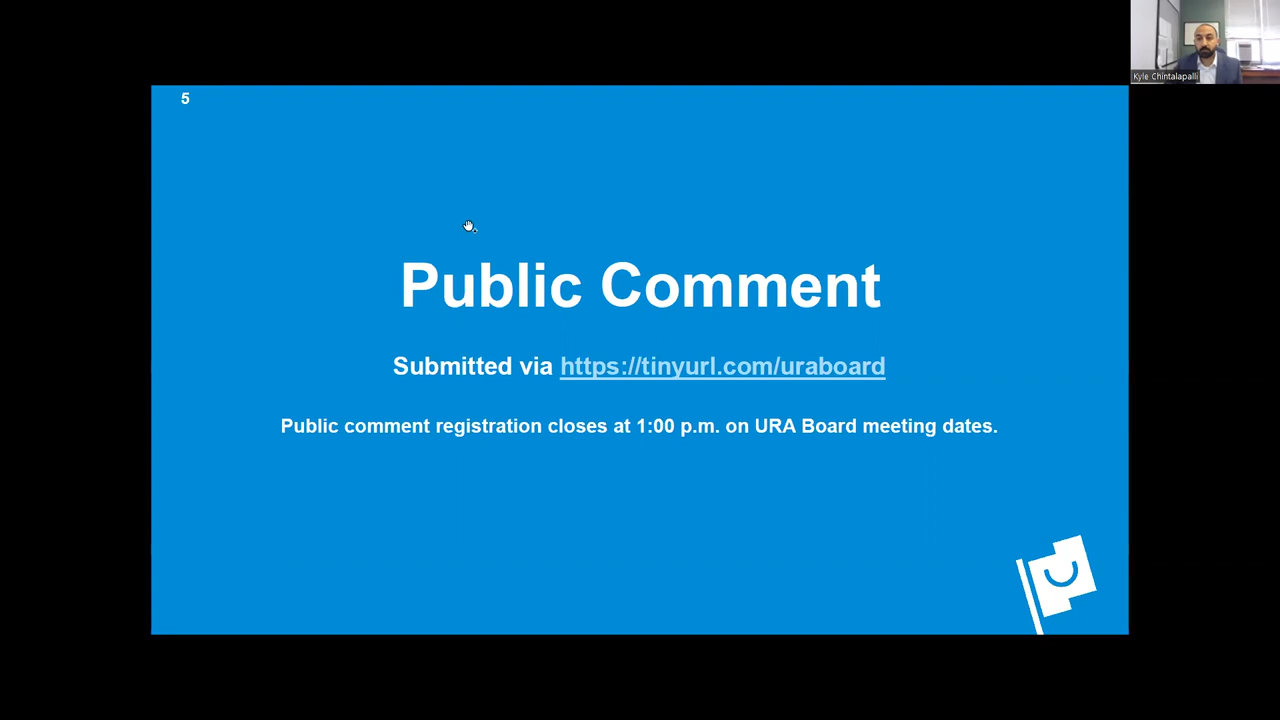 Kyle Chintalapalli
5
Public Comment
Submitted via https://tinyurl.com/uraboard
Public comment registration closes at 1:00 p.m. on URA Board meeting dates.